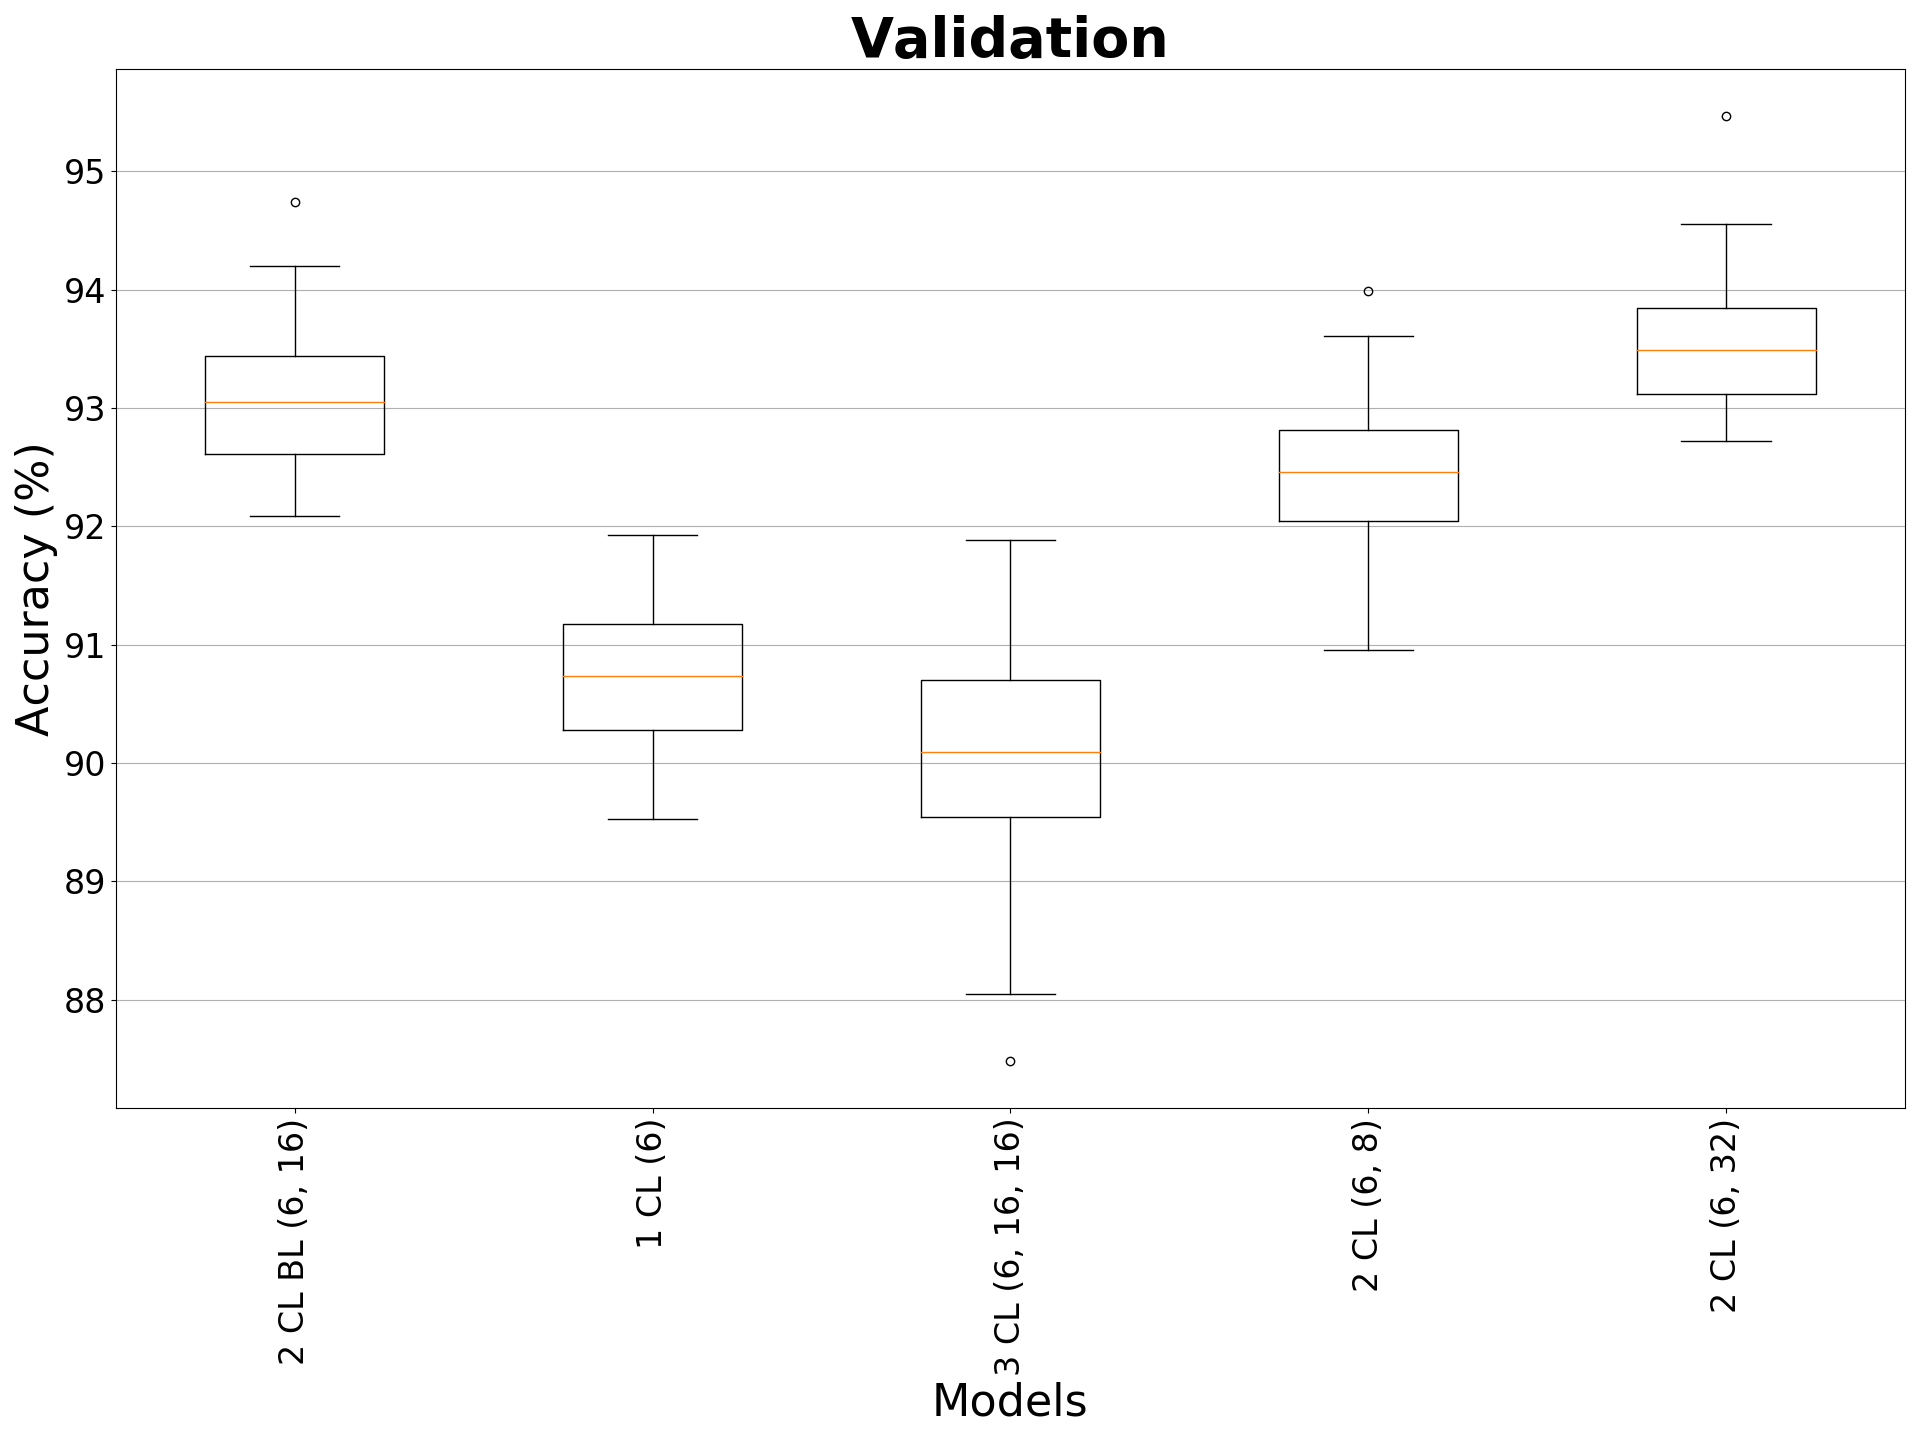 Validation
Accuracy (%)
95
94
93
92
91
90
89
88
2 CL BL (6, 16)
1 CL (6)
3 CL (6, 16, 16)
2 CL (6, 8)
2 CL (6, 32)
Models